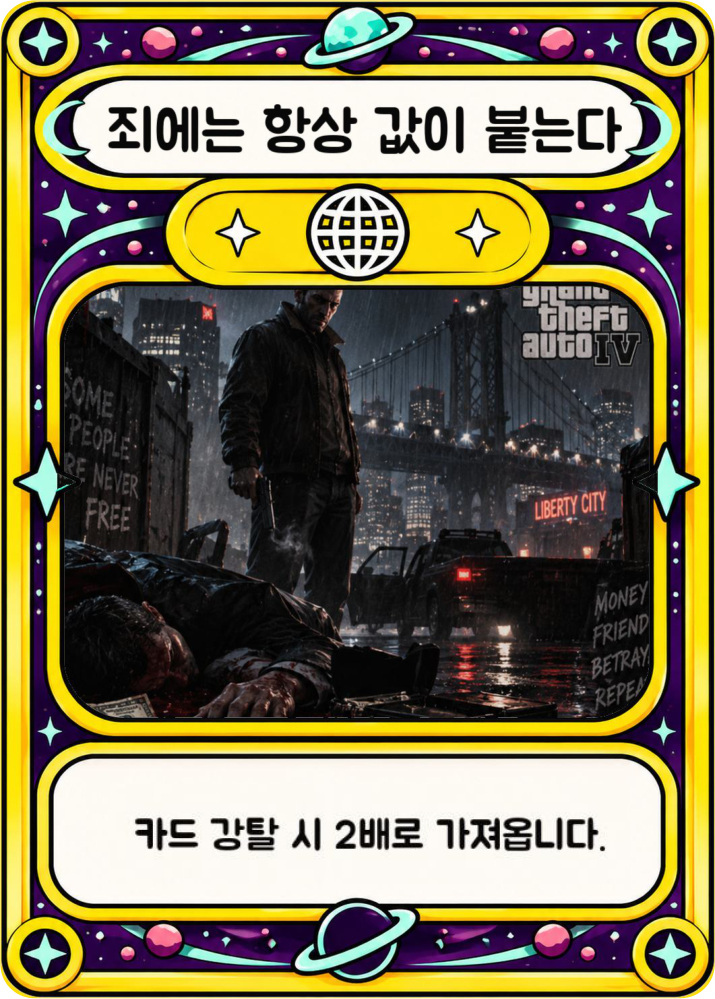 죄에는 항상 값이 붙는다
grand
theft
auto IV
SOME
PEOPLE
RE NEVER
FREE
LIBERTY CITY
MONEY
FRIEND
BETRAY
REPEA
카드 강탈 시 2배로 가져옵니다.